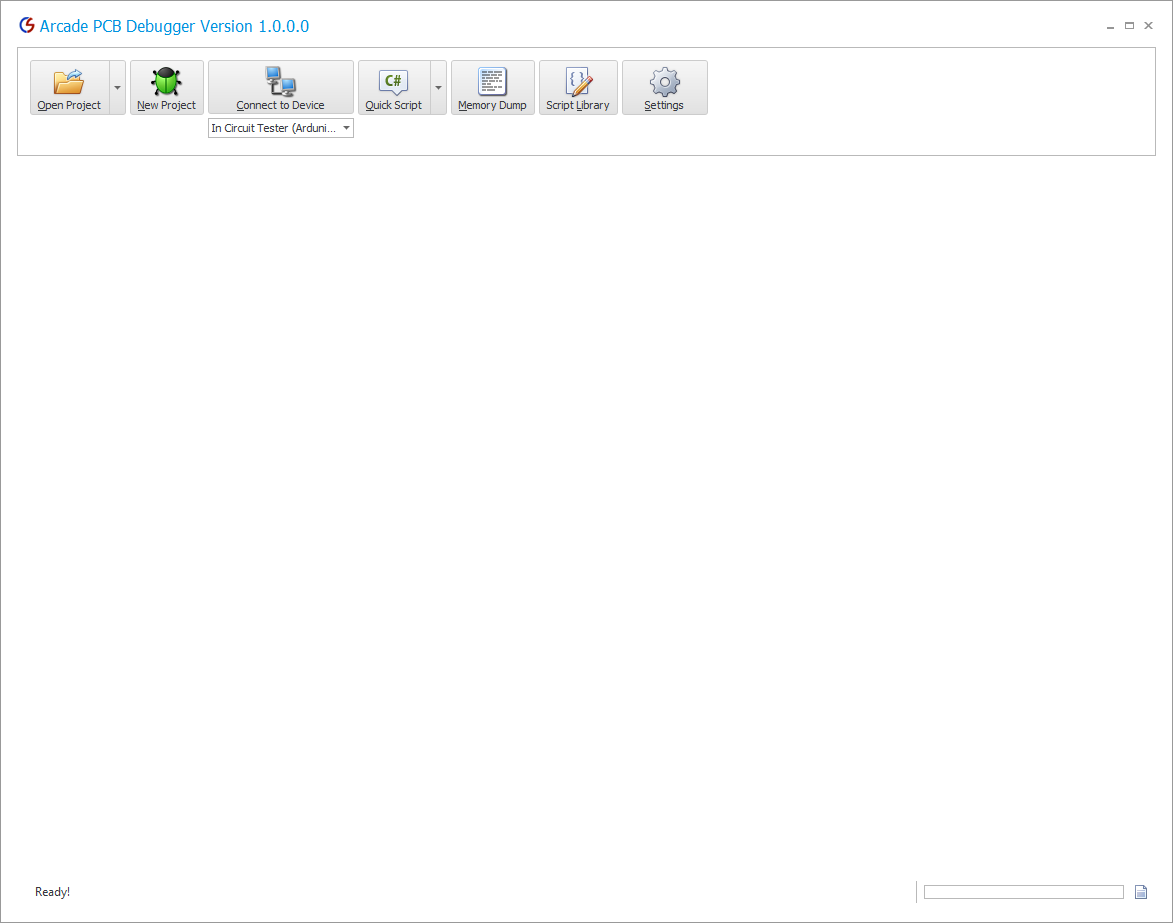 Arcade PCB Debugger Version 1.0.0.0
Open Project
New Project
Connect to Device
C#
Quick Script
Memory Dump
{}
Script Library
Settings
In Circuit Tester (Arduni...
Ready!